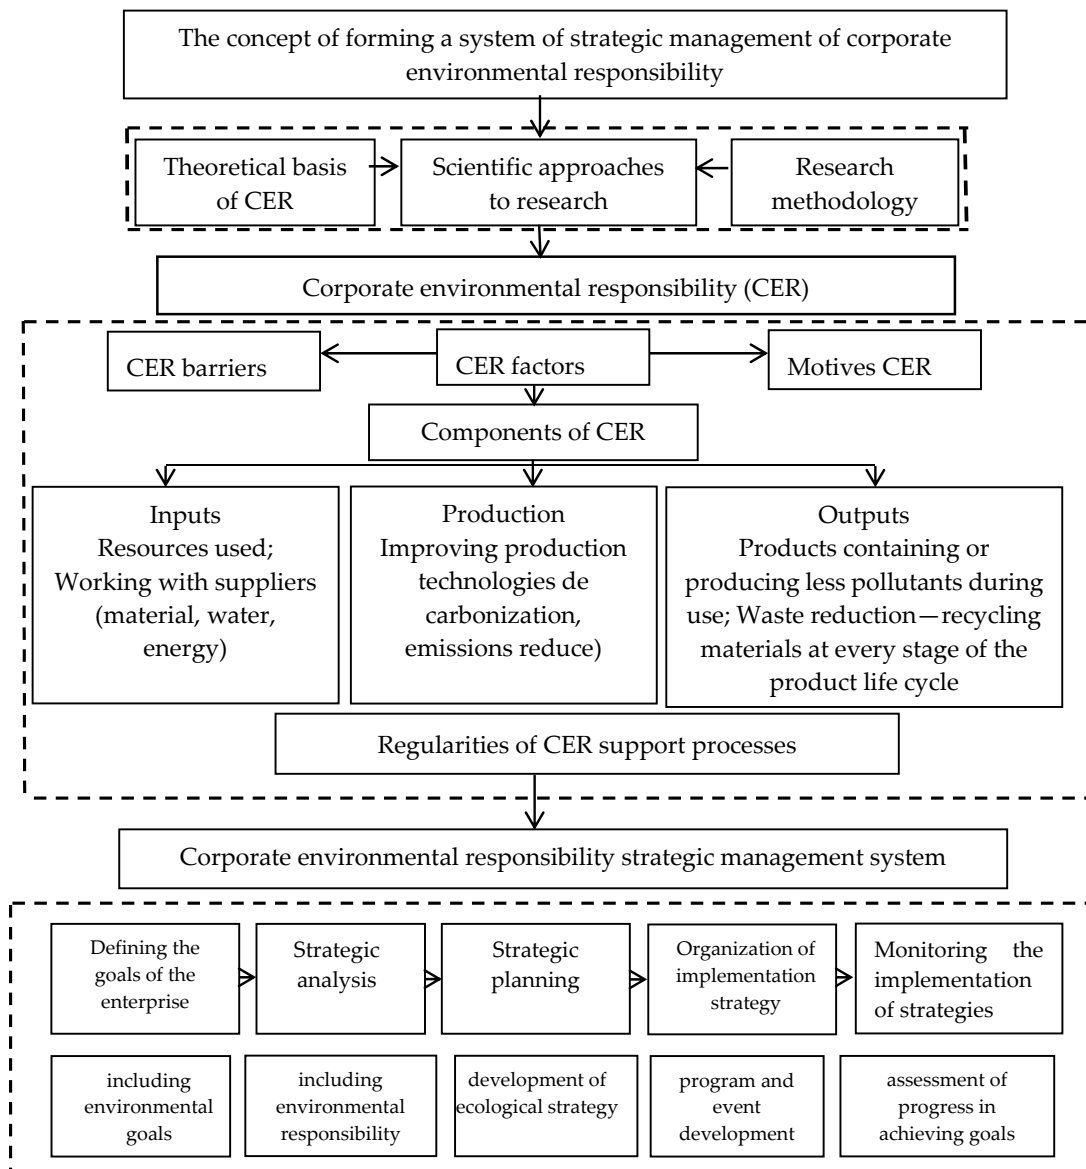 The concept of forming a system of strategic management of corporate
environmental responsibility
Theoretical basis
of CER
Scientific approaches
to research
Research
methodology
Corporate environmental responsibility (CER)
CER barriers
CER factors
Motives CER
Components of CER
Inputs
Resources used;
Working with suppliers
(material, water,
energy)
Production
Improving production
technologies de
carbonization,
emissions reduce)
Outputs
Products containing or
producing less pollutants during
use; Waste reduction—recycling
materials at every stage of the
product life cycle
Regularities of CER support processes
Corporate environmental responsibility strategic management system
Defining the
goals of the
enterprise
Strategic
analysis
Strategic
planning
Organization of
implementation
strategy
Monitoring the
implementation
of strategies
including
environmental
goals
including
environmental
responsibility
development of
ecological strategy
program and
event
development
assessment of
progress in
achieving goals